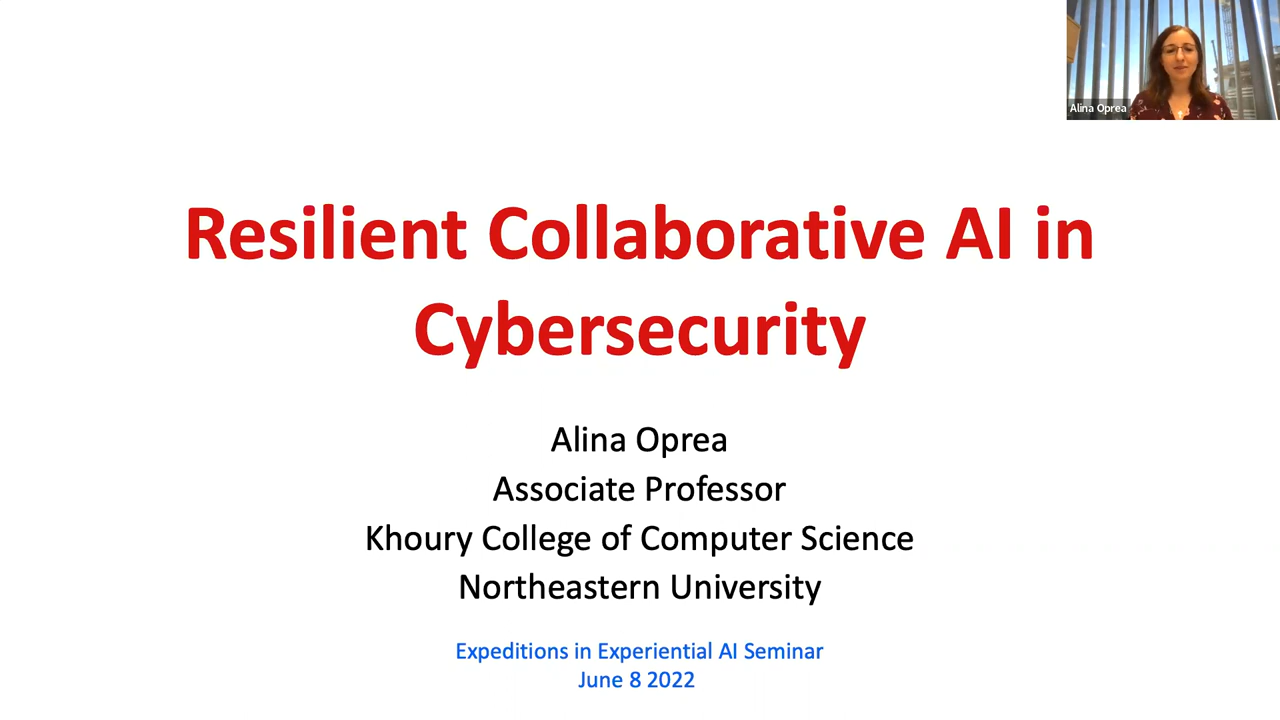 Alina Oprea
Resilient Collaborative AI in
Cybersecurity
Alina Oprea
Associate Professor
Khoury College of Computer Science
Northeastern University
Expeditions in Experiential AI Seminar
June 8 2022